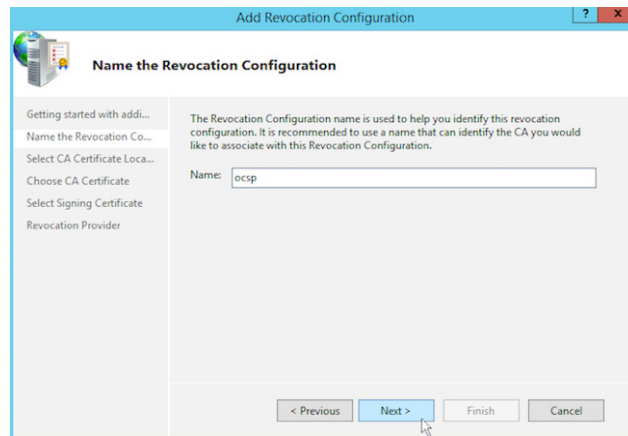 Add Revocation Configuration
? x
Name the Revocation Configuration
Getting started with addi...
Name the Revocation Co...
Select CA Certificate Loca...
Choose CA Certificate
Select Signing Certificate
Revocation Provider
The Revocation Configuration name is used to help you identify this revocation
configuration. It is recommended to use a name that can identify the CA you would
like to associate with this Revocation Configuration.
Name: ocsp
< Previous Next > Finish Cancel